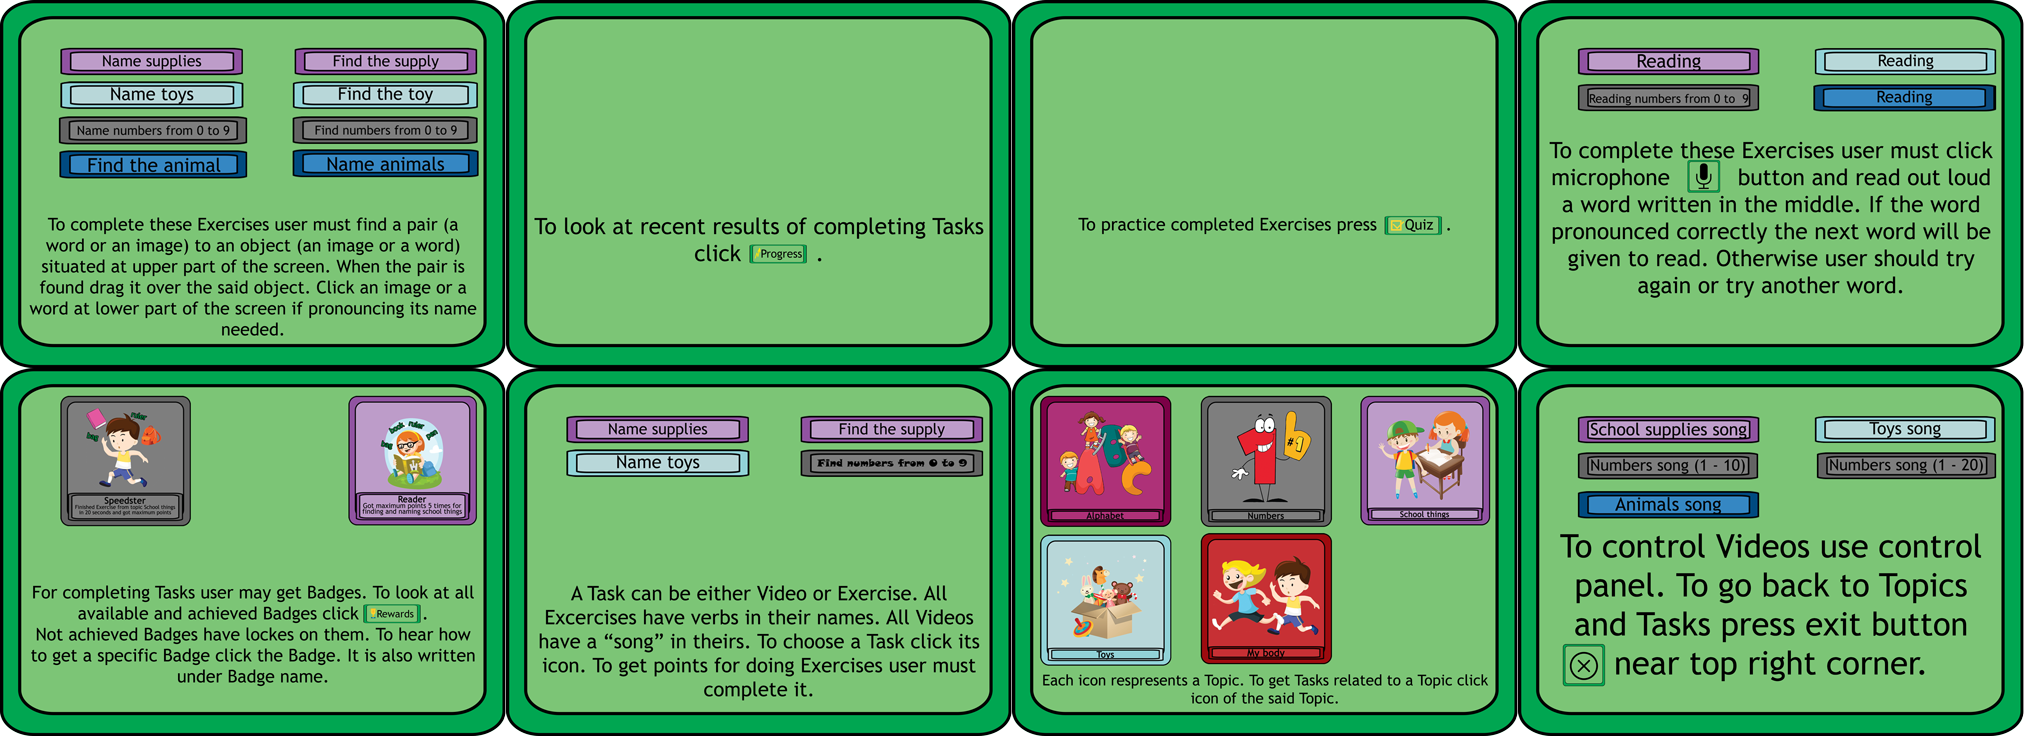 Name supplies
Find the supply
Name toys
Find the toy
Name numbers from 0 to 9
Find numbers from 0 to 9
Find the animal
Name animals
To complete these Exercises user must find a pair (a
word or an image) to an object (an image or a word)
situated at upper part of the screen. When the pair is
found drag it over the said object. Click an image or a
word at lower part of the screen if pronouncing its name
needed.
To look at recent results of completing Tasks
click Progress .
To practice completed Exercises press Quiz .
Reading
Reading
Reading numbers from 0 to 9
Reading
To complete these Exercises user must click
microphone button and read out loud
a word written in the middle. If the word
pronounced correctly the next word will be
given to read. Otherwise user should try
again or try another word.
bag
ruler
Speedster
Finished Exercise from topic School things
in 20 seconds and got maximum points
bag
book
ruler
Reader
Got maximum points 5 times for
finding and naming school things
For completing Tasks user may get Badges. To look at all
available and achieved Badges click Rewards .
Not achieved Badges have lockes on them. To hear how
to get a specific Badge click the Badge. It is also written
under Badge name.
Name supplies
Find the supply
Name toys
Find numbers from 0 to 9
A Task can be either Video or Exercise. All
Excercises have verbs in their names. All Videos
have a “song” in theirs. To choose a Task click its
icon. To get points for doing Exercises user must
complete it.
A B C
Alphabet
1 #1
Numbers
School things
Toys
My body
Each icon respresents a Topic. To get Tasks related to a Topic click
icon of the said Topic.
School supplies song
Toys song
Numbers song (1 - 10)
Numbers song (1 - 20)
Animals song
To control Videos use control
panel. To go back to Topics
and Tasks press exit button
near top right corner.